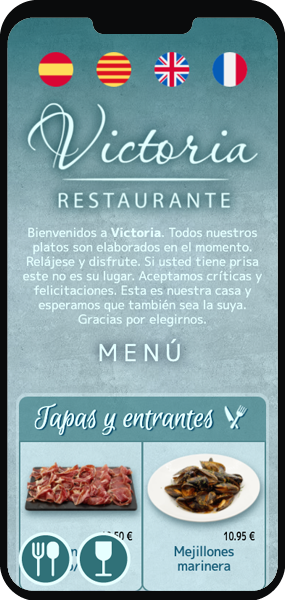 Victoria
RESTAURANTE
Bienvenidos a Victoria. Todos nuestros
platos son elaborados en el momento.
Relájese y disfrute. Si usted tiene prisa
este no es su lugar. Aceptamos críticas y
felicitaciones. Esta es nuestra casa y
esperamos que también sea la suya.
Gracias por elegirnos.
MENÚ
Tapas y entrantes
10.95 €
Mejillones
marinera